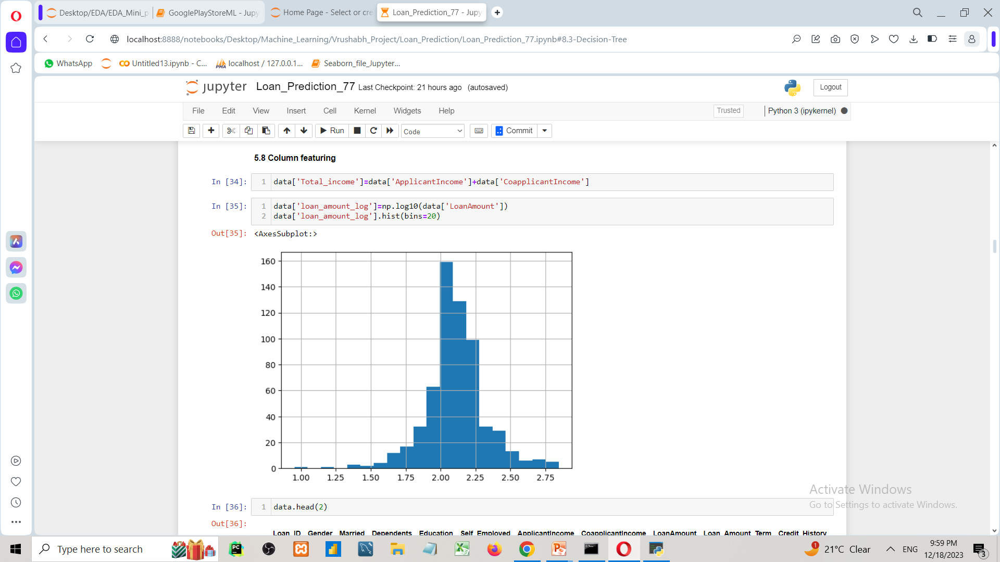 Desktop/EDA/EDA_Mini_p
GooglePlayStoreML - Jupy
Home Page - Select or cre
Loan_Prediction_77 - Jupy
localhost:8888/notebooks/Desktop/Machine_Learning/Vrushabh_Project/Loan_Prediction/Loan_Prediction_77.ipynb#8.3-Decision-Tree
WhatsApp
Untitled13.ipynb - C...
PMA
localhost / 127.0.0.1...
Seaborn_file_Jupyter...
jupyter Loan_Prediction_77 Last Checkpoint: 21 hours ago (autosaved)
Logout
File Edit View Insert Cell Kernel Widgets Help
Trusted
Python 3 (ipykernel)
Run
Code
Commit
5.8 Column featuring
In [34]: 1 data['Total_income']=data['ApplicantIncome']+data['CoapplicantIncome']
In [35]: 1 data['loan_amount_log']=np.log10(data['LoanAmount'])
2 data['loan_amount_log'].hist(bins=20)
Out[35]: <AxesSubplot:>
160
140
120
100
80
60
40
20
0
1.00 1.25 1.50 1.75 2.00 2.25 2.50 2.75
In [36]: 1 data.head(2)
Out[36]:
Loan_ID Gender Married Dependents Education Self_Employed ApplicantIncome CoapplicantIncome LoanAmount Loan_Amount_Term Credit_History
Activate Windows
Go to Settings to activate Windows.
Type here to search
PC
1
21°C Clear
ENG
9:59 PM
12/18/2023
3